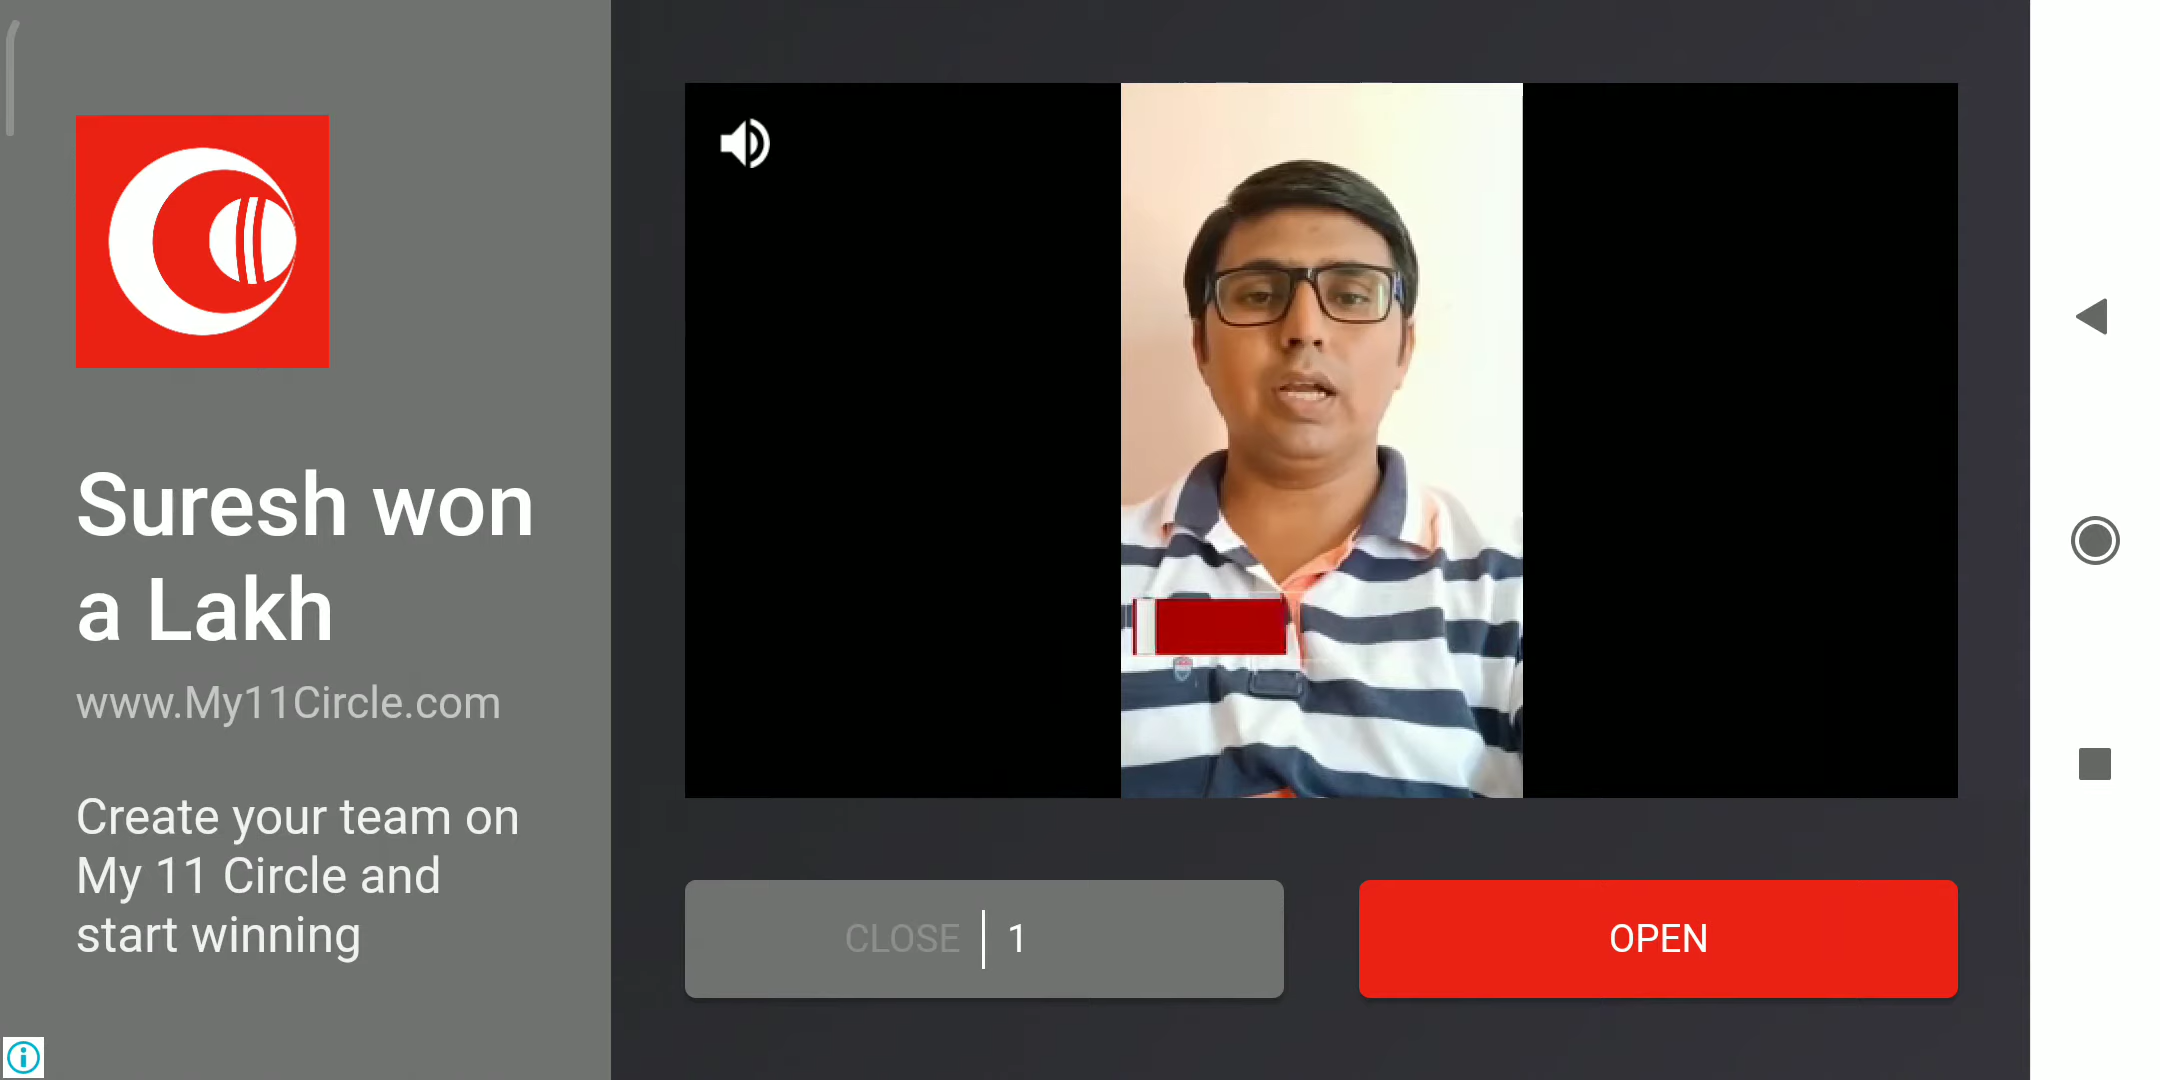 Suresh won
a Lakh
www.My11Circle.com
Create your team on
My 11 Circle and
start winning
CLOSE | 1
OPEN